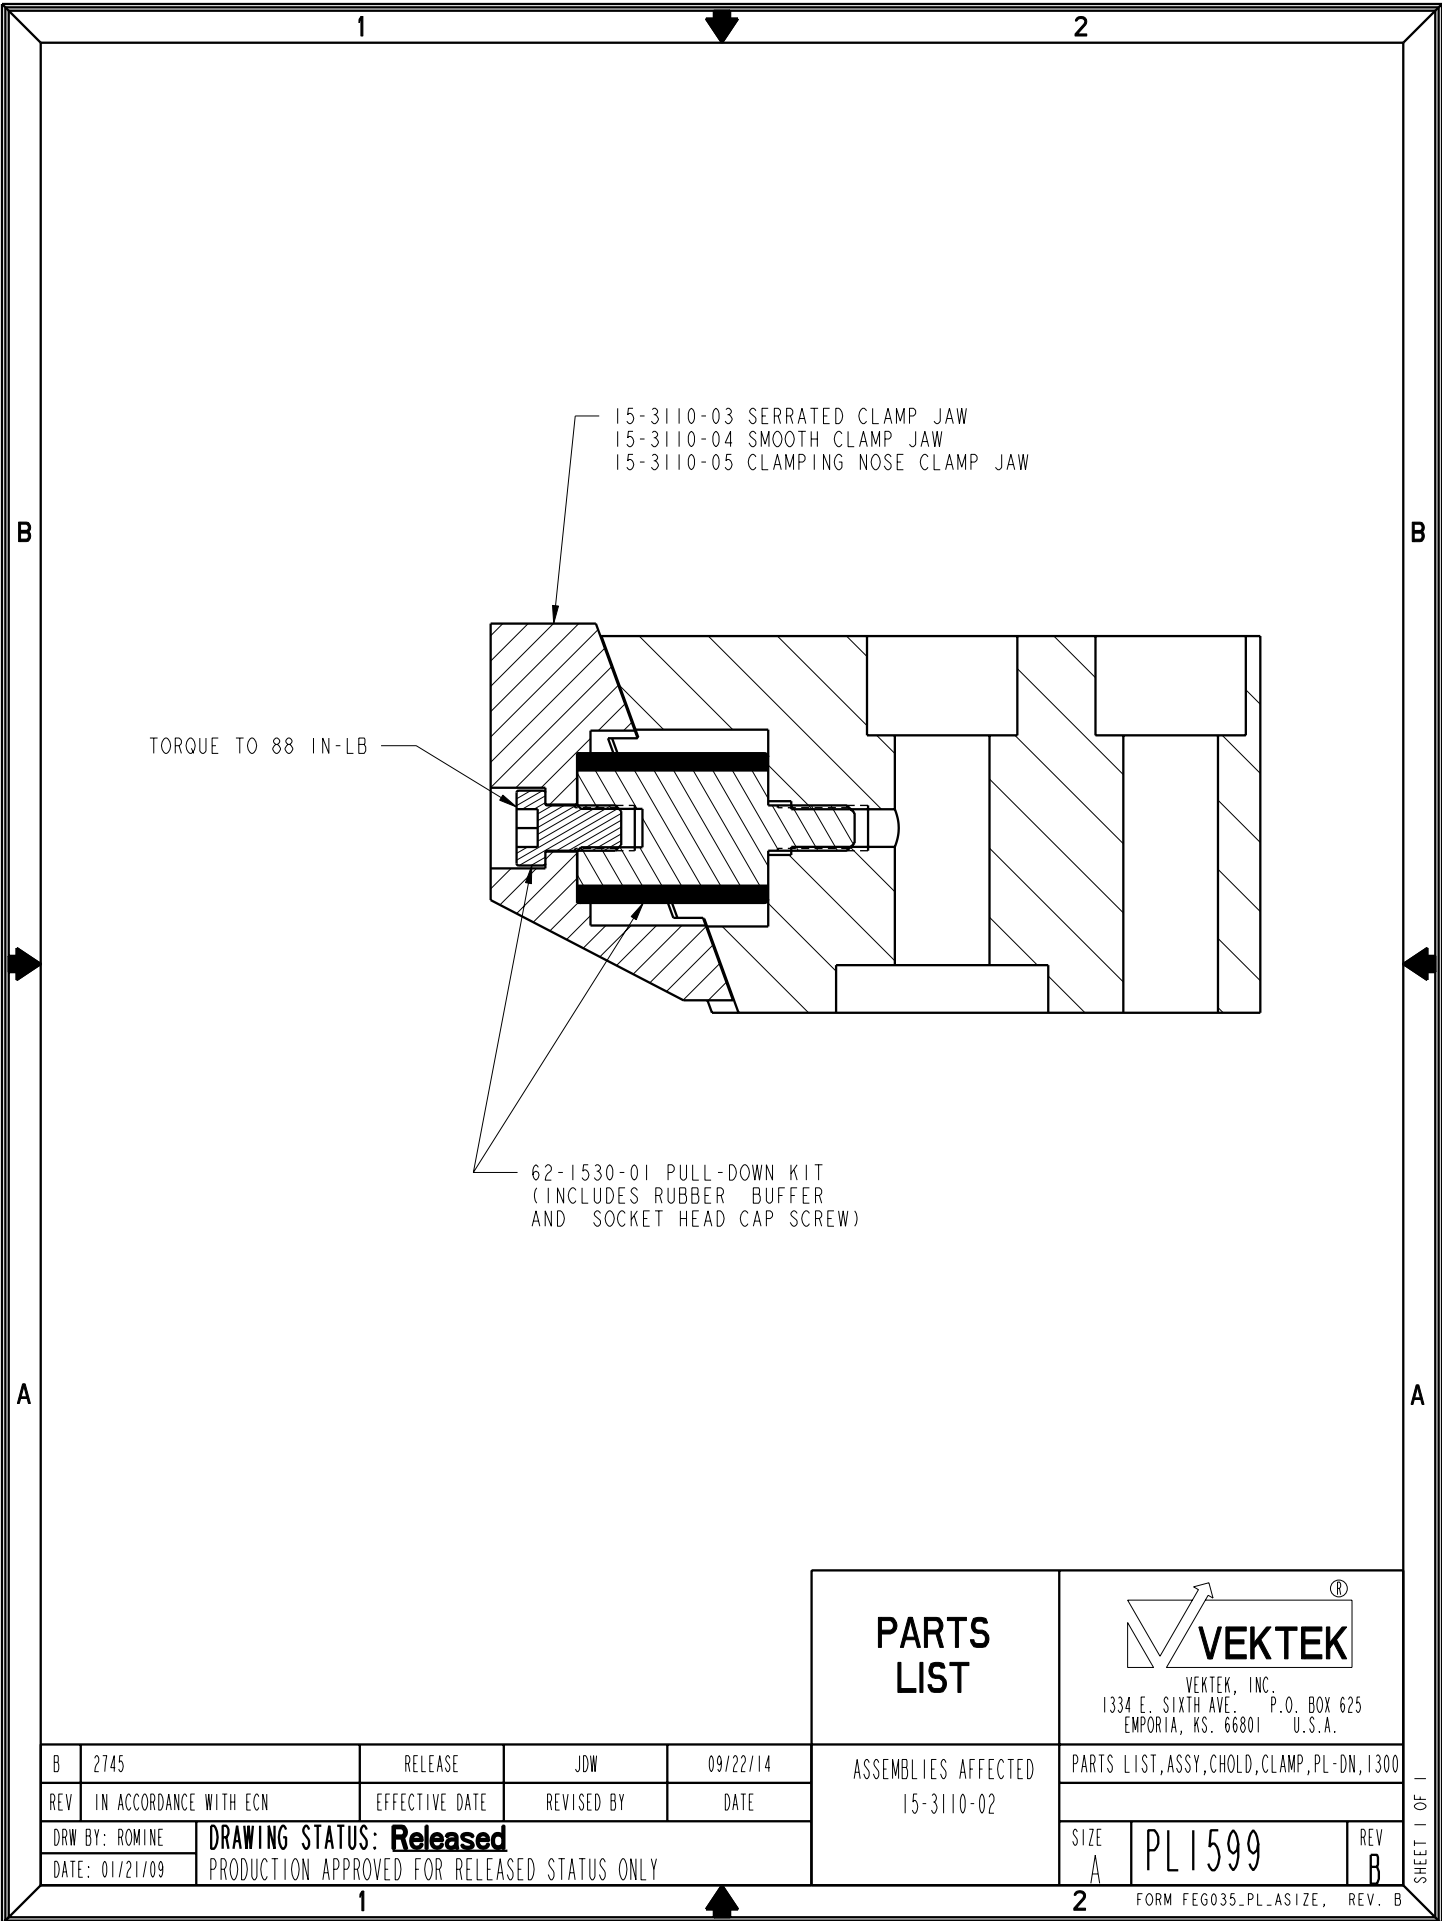 1
2
15-3110-03 SERRATED CLAMP JAW
15-3110-04 SMOOTH CLAMP JAW
15-3110-05 CLAMPING NOSE CLAMP JAW
B
B
TORQUE TO 88 IN-LB
62-1530-01 PULL-DOWN KIT
(INCLUDES RUBBER BUFFER
AND SOCKET HEAD CAP SCREW)
A
A
PARTS
LIST
®
VEKTEK
VEKTEK, INC.
1334 E. SIXTH AVE. P.O. BOX 625
EMPORIA, KS. 66801 U.S.A.
B 2745 RELEASE JDW 09/22/14
REV IN ACCORDANCE WITH ECN EFFECTIVE DATE REVISED BY DATE
ASSEMBLIES AFFECTED
15-3110-02
PARTS LIST,ASSY,CHOLD,CLAMP,PL-DN,1300
DRW BY: ROMINE
DATE: 01/21/09
DRAWING STATUS: Released
PRODUCTION APPROVED FOR RELEASED STATUS ONLY
SIZE
A
PL1599
REV
B
SHEET 1 OF 1
1
2
FORM FEG035_PL_ASIZE, REV. B